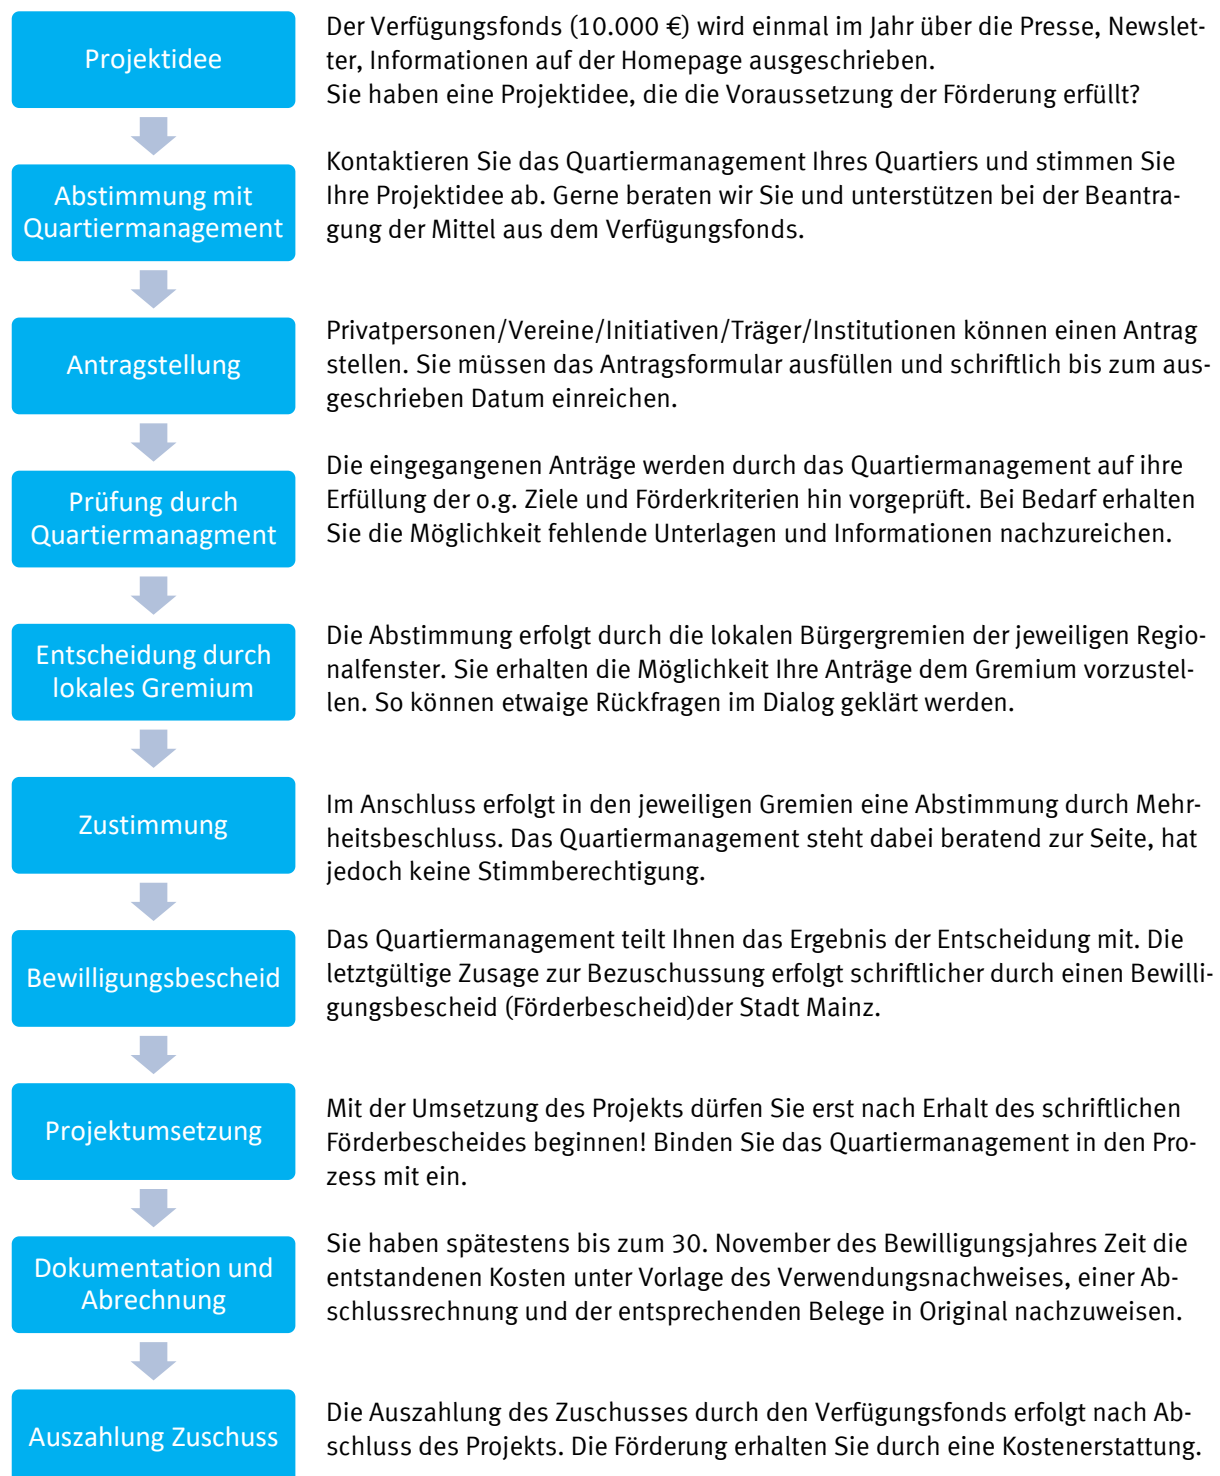 Projektidee
Der Verfügungsfonds (10.000 €) wird einmal im Jahr über die Presse, Newslet-
ter, Informationen auf der Homepage ausgeschrieben.
Sie haben eine Projektidee, die die Voraussetzung der Förderung erfüllt?
Abstimmung mit
Quartiermanagement
Kontaktieren Sie das Quartiermanagement Ihres Quartiers und stimmen Sie
Ihre Projektidee ab. Gerne beraten wir Sie und unterstützen bei der Beantra-
gung der Mittel aus dem Verfügungsfonds.
Antragstellung
Privatpersonen/Vereine/Initiativen/Träger/Institutionen können einen Antrag
stellen. Sie müssen das Antragsformular ausfüllen und schriftlich bis zum aus-
geschrieben Datum einreichen.
Prüfung durch
Quartiermanagment
Die eingegangenen Anträge werden durch das Quartiermanagement auf ihre
Erfüllung der o.g. Ziele und Förderkriterien hin vorgeprüft. Bei Bedarf erhalten
Sie die Möglichkeit fehlende Unterlagen und Informationen nachzureichen.
Entscheidung durch
lokales Gremium
Die Abstimmung erfolgt durch die lokalen Bürgergremien der jeweiligen Regio-
nalfenster. Sie erhalten die Möglichkeit Ihre Anträge dem Gremium vorzustel-
len. So können etwaige Rückfragen im Dialog geklärt werden.
Zustimmung
Im Anschluss erfolgt in den jeweiligen Gremien eine Abstimmung durch Mehr-
heitsbeschluss. Das Quartiermanagement steht dabei beratend zur Seite, hat
jedoch keine Stimmberechtigung.
Bewilligungsbescheid
Das Quartiermanagement teilt Ihnen das Ergebnis der Entscheidung mit. Die
letztgültige Zusage zur Bezuschussung erfolgt schriftlicher durch einen Bewilli-
gungsbescheid (Förderbescheid)der Stadt Mainz.
Projektumsetzung
Mit der Umsetzung des Projekts dürfen Sie erst nach Erhalt des schriftlichen
Förderbescheides beginnen! Binden Sie das Quartiermanagement in den Pro-
zess mit ein.
Dokumentation und
Abrechnung
Sie haben spätestens bis zum 30. November des Bewilligungsjahres Zeit die
entstandenen Kosten unter Vorlage des Verwendungsnachweises, einer Ab-
schlussrechnung und der entsprechenden Belege in Original nachzuweisen.
Auszahlung Zuschuss
Die Auszahlung des Zuschusses durch den Verfügungsfonds erfolgt nach Ab-
schluss des Projekts. Die Förderung erhalten Sie durch eine Kostenerstattung.